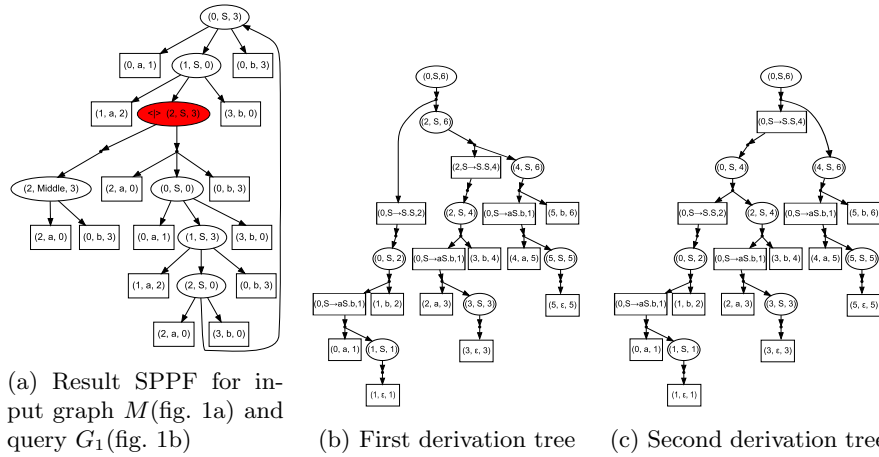 (0, S, 3)
(0, a, 1)
(1, S, 0)
(0, b, 3)
(1, a, 2)
<|> (2, S, 3)
(3, b, 0)
(2, Middle, 3)
(2, a, 0)
(0, S, 0)
(0, b, 3)
(2, a, 0)
(0, b, 3)
(0, a, 1)
(1, S, 3)
(3, b, 0)
(1, a, 2)
(2, S, 0)
(0, b, 3)
(2, a, 0)
(3, b, 0)
(a) Result SPPF for in-
put graph M(fig. 1a) and
query G1(fig. 1b)
(0,S,6)
(2, S, 6)
(2,S→S.S,4)
(4, S, 6)
(0,S→S.S,2)
(2, S, 4)
(0,S→aS.b,1)
(5, b, 6)
(0, S, 2)
(0,S→aS.b,1)
(3, b, 4)
(4, a, 5)
(5, S, 5)
(0,S→aS.b,1)
(1, b, 2)
(2, a, 3)
(3, S, 3)
(5, ε, 5)
(0, a, 1)
(1, S, 1)
(3, ε, 3)
(1, ε, 1)
(b) First derivation tree
(0,S,6)
(0,S→S.S,4)
(0, S, 4)
(4, S, 6)
(0,S→S.S,2)
(2, S, 4)
(0,S→aS.b,1)
(5, b, 6)
(0, S, 2)
(0,S→aS.b,1)
(3, b, 4)
(4, a, 5)
(5, S, 5)
(0,S→aS.b,1)
(1, b, 2)
(2, a, 3)
(3, S, 3)
(5, ε, 5)
(0, a, 1)
(1, S, 1)
(3, ε, 3)
(1, ε, 1)
(c) Second derivation tree